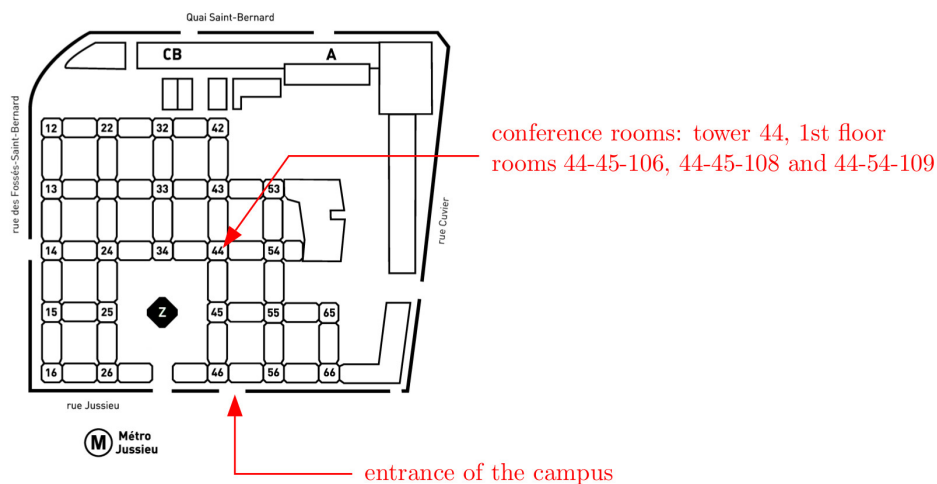 Quai Saint-Bernard
CB
A
rue des Fossés-Saint-Bernard
12
22
32
42
conference rooms: tower 44, 1st floor
rooms 44-45-106, 44-45-108 and 44-54-109
13
33
43
53
rue Cuvier
14
24
34
44
54
15
25
Z
45
55
65
16
26
46
56
66
rue Jussieu
M
Métro
Jussieu
entrance of the campus